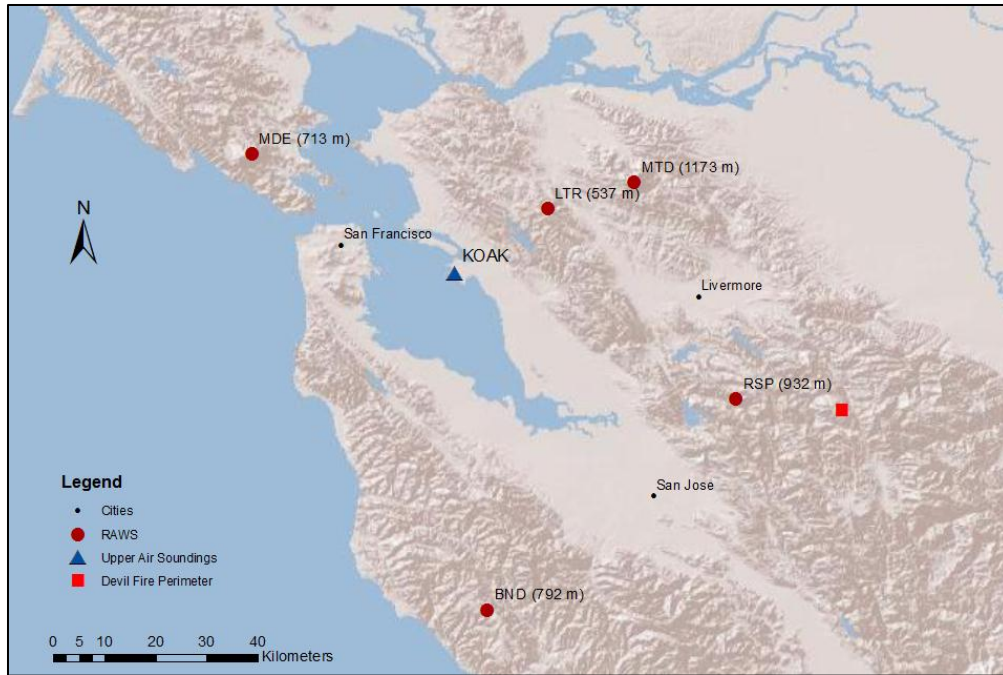 MDE (713 m)
MTD (1173 m)
LTR (537 m)
N
San Francisco
KOAK
Livermore
RSP (932 m)
San Jose
BND (792 m)
Legend
Cities
RAWS
Upper Air Soundings
Devil Fire Perimeter
0 5 10 20 30 40
Kilometers